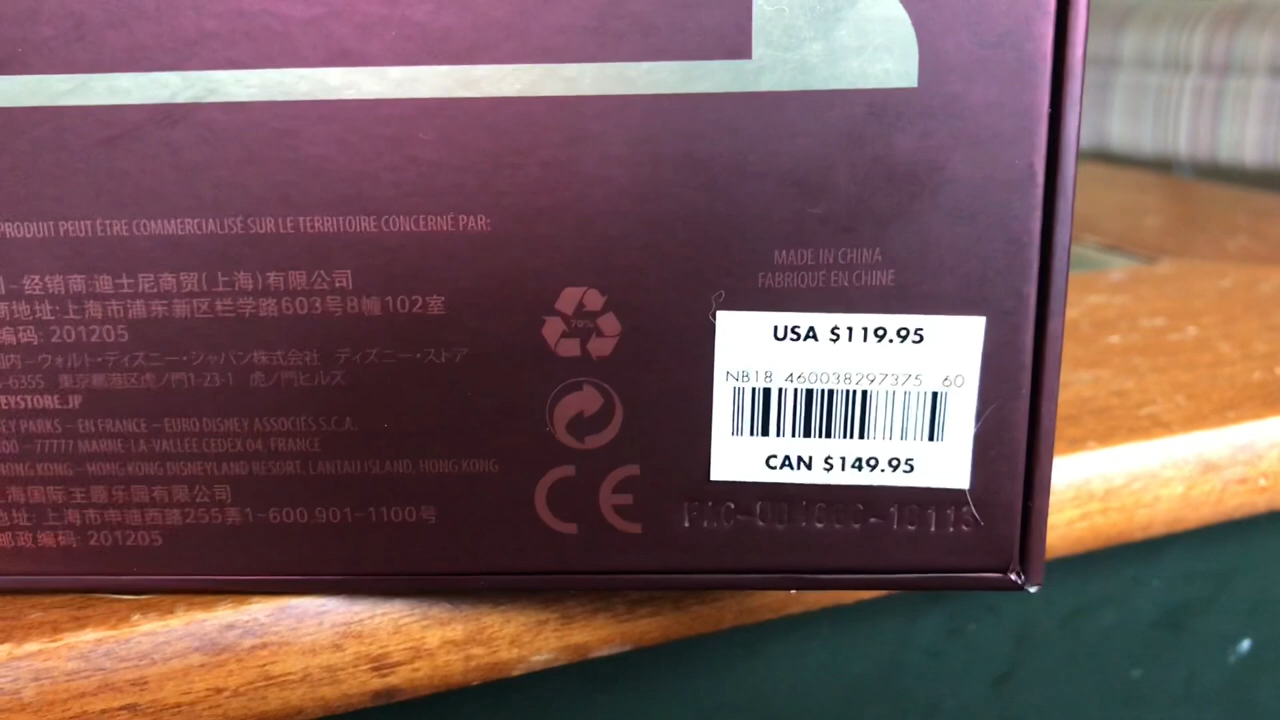 PRODUIT PEUT ÊTRE COMMERCIALISÉ SUR LE TERRITOIRE CONCERNÉ PAR:
-经销商:迪士尼商贸(上海)有限公司
商地址:上海市浦东新区栏学路603号8幢102室
编码: 201205
国内-ウォルト・ディズニー・ジャパン株式会社 ディズニー・ストア
-6355 東京都港区虎ノ門1-23-1 虎ノ門ヒルズ
EYSTORE.JP
EY PARKS – EN FRANCE – EURO DISNEY ASSOCIÉS S.C.A.
00 – 77777 MARNE-LA-VALLÉE CEDEX 04, FRANCE
HONG KONG – HONG KONG DISNEYLAND RESORT, LANTAU ISLAND, HONG KONG
上海国际主题乐园有限公司
地址: 上海市申迪西路255弄1-600,901-1100号
邮政编码: 201205
70%
CE
MADE IN CHINA
FABRIQUÉ EN CHINE
USA $119.95
NB18 460038297375 60
CAN $149.95